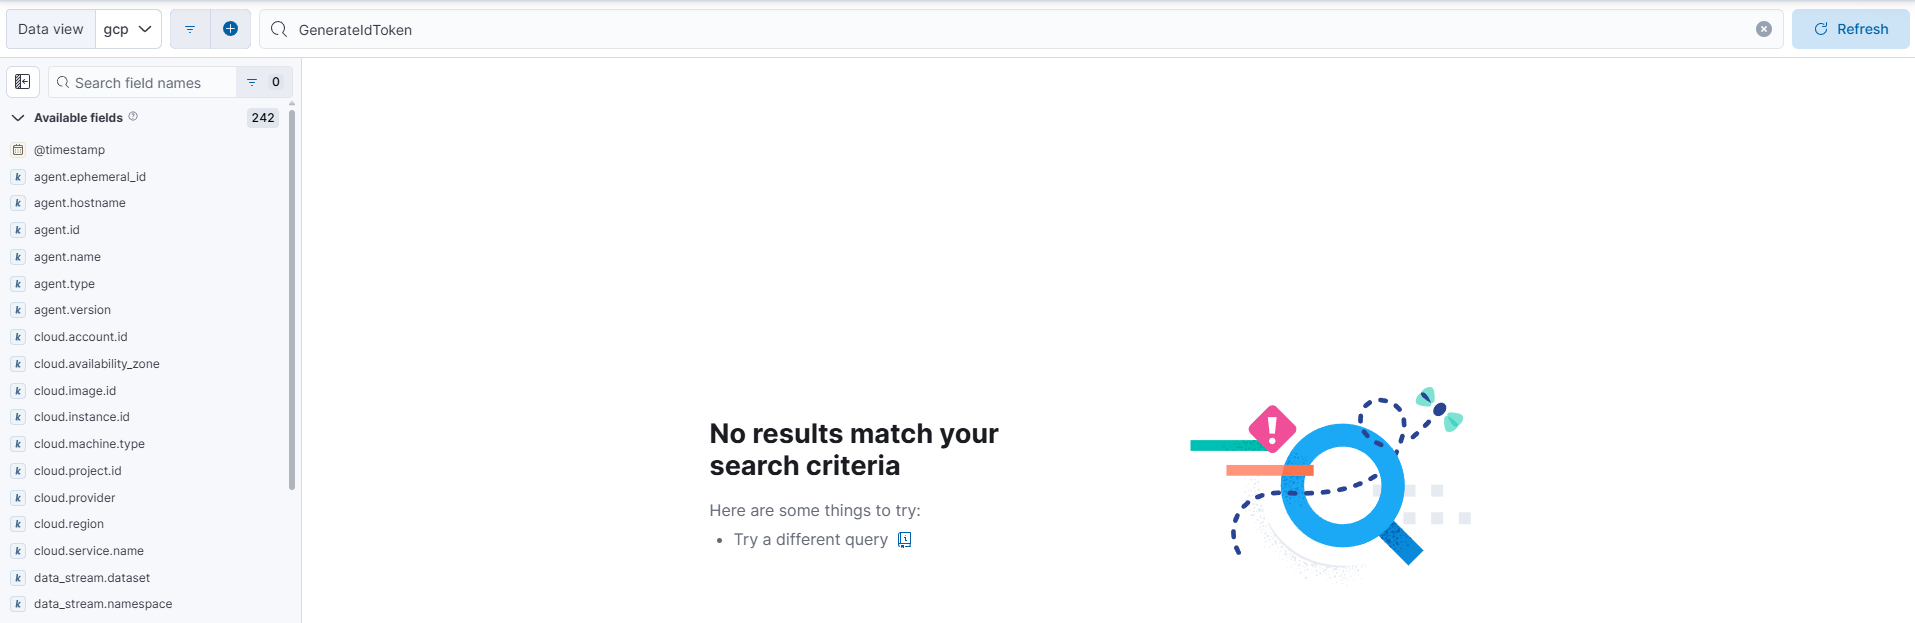 Data view gcp GenerateIdToken Refresh
Search field names 0
Available fields 242
@timestamp
k agent.ephemeral_id
k agent.hostname
k agent.id
k agent.name
k agent.type
k agent.version
k cloud.account.id
k cloud.availability_zone
k cloud.image.id
k cloud.instance.id
k cloud.machine.type
k cloud.project.id
k cloud.provider
k cloud.region
k cloud.service.name
k data_stream.dataset
k data_stream.namespace
No results match your
search criteria
Here are some things to try:
• Try a different query